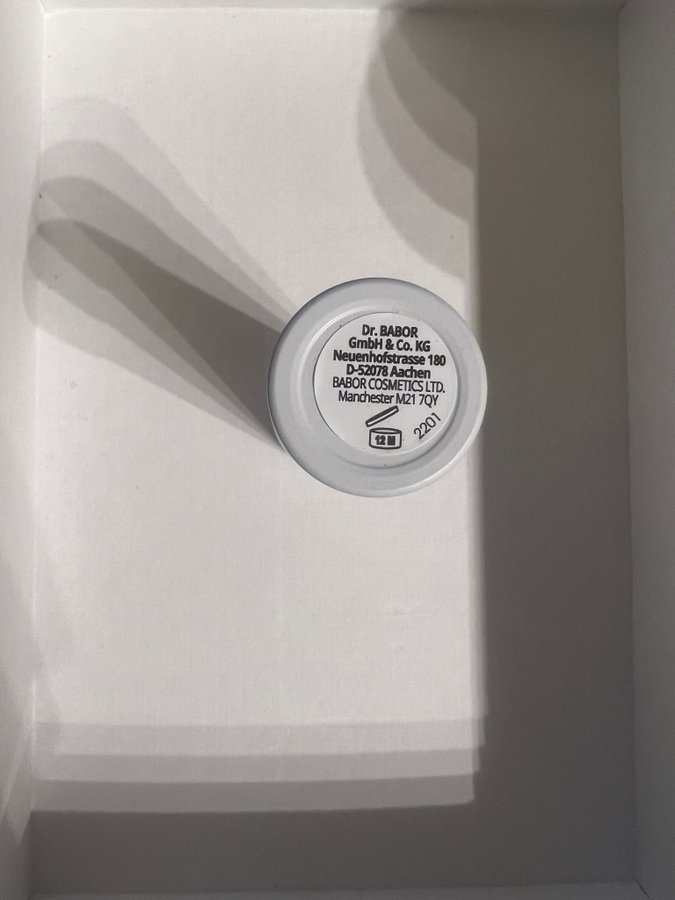 Dr. BABOR
GmbH & Co. KG
Neuenhofstrasse 180
D-52078 Aachen
BABOR COSMETICS LTD.
Manchester M21 7QY
12 M
2201